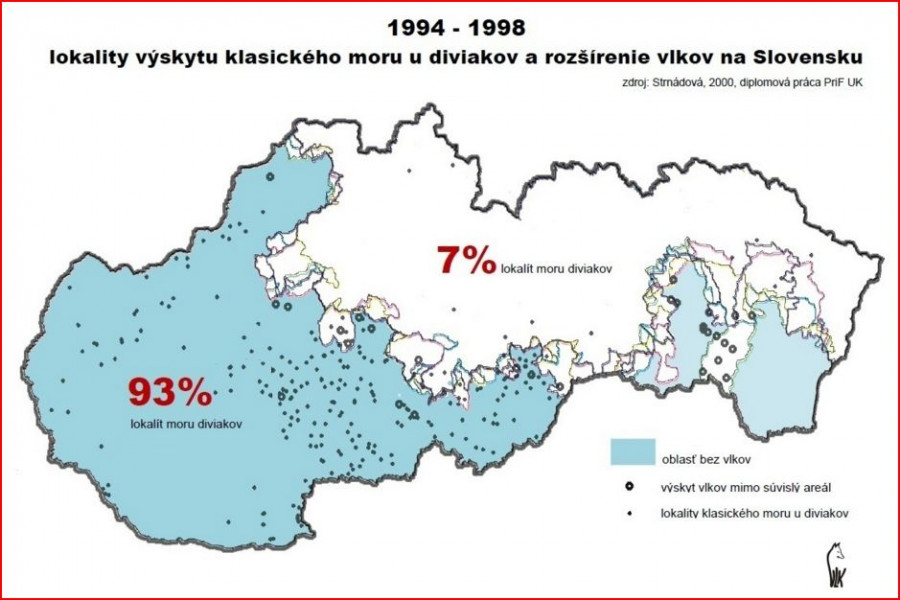 1994 - 1998
lokality výskytu klasického moru u diviakov a rozšírenie vlkov na Slovensku
zdroj: Strnádová, 2000, diplomová práca PriF UK
7% lokalít moru diviakov
93%
lokalít moru diviakov
oblasť bez vlkov
výskyt vlkov mimo súvislý areál
lokality klasického moru u diviakov
VLK